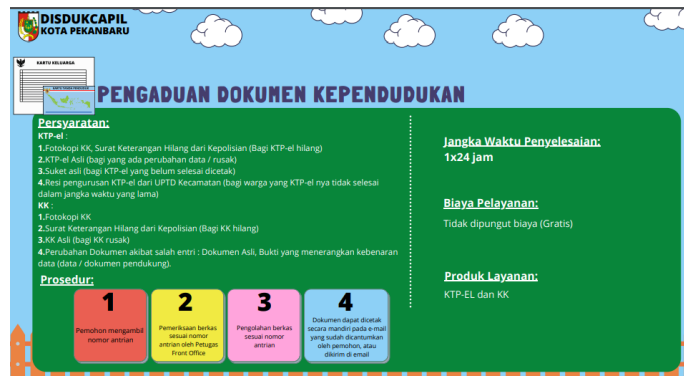 DISDUKCAPIL
KOTA PEKANBARU
KARTU KELUARGA
PENGADUAN DOKUMEN KEPENDUDUKAN
Persyaratan:
KTP-el :
1.Fotokopi KK, Surat Keterangan Hilang dari Kepolisian (Bagi KTP-el hilang)
2.KTP-el Asli (bagi yang ada perubahan data / rusak)
3.Suket asli (bagi KTP-el yang belum selesai dicetak)
4.Resi pengurusan KTP-el dari UPTD Kecamatan (bagi warga yang KTP-el nya tidak selesai
dalam jangka waktu yang lama)
KK :
1.Fotokopi KK
2.Surat Keterangan Hilang dari Kepolisian (Bagi KK hilang)
3.KK Asli (bagi KK rusak)
4.Perubahan Dokumen akibat salah entri : Dokumen Asli, Bukti yang menerangkan kebenaran
data (data / dokumen pendukung).
Prosedur:
1
Pemohon mengambil
nomor antrian
2
Pemeriksaan berkas
sesuai nomor
antrian oleh Petugas
Front Office
3
Pengolahan berkas
sesuai nomor
antrian
4
Dokumen dapat dicetak
secara mandiri pada e-mail
yang sudah dicantumkan
oleh pemohon, atau
dikirim di email
Jangka Waktu Penyelesaian:
1x24 jam
Biaya Pelayanan:
Tidak dipungut biaya (Gratis)
Produk Layanan:
KTP-EL dan KK